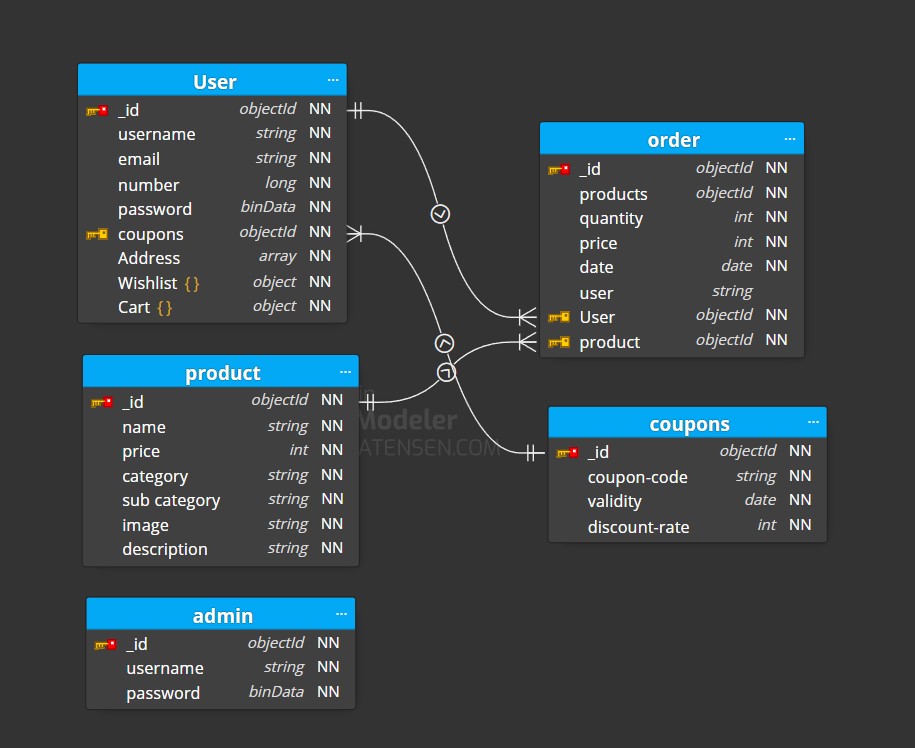 User ...
_id objectId NN
username string NN
email string NN
number long NN
password binData NN
coupons objectId NN
Address array NN
Wishlist {} object NN
Cart {} object NN
order ...
_id objectId NN
products objectId NN
quantity int NN
price int NN
date date NN
user string
User objectId NN
product objectId NN
product ...
_id objectId NN
name string NN
price int NN
category string NN
sub category string NN
image string NN
description string NN
Modeler
ATENSEN.COM
coupons ...
_id objectId NN
coupon-code string NN
validity date NN
discount-rate int NN
admin ...
_id objectId NN
username string NN
password binData NN